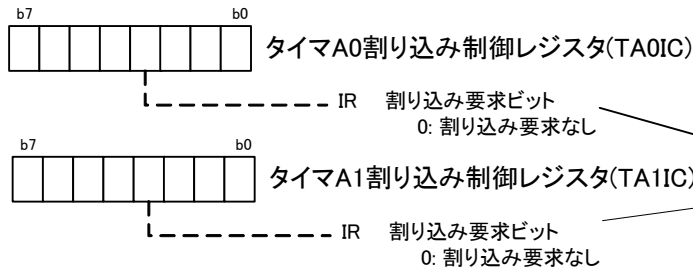 b7 b0
タイマA0割り込み制御レジスタ(TA0IC)
IR 割り込み要求ビット
0: 割り込み要求なし
b7 b0
タイマA1割り込み制御レジスタ(TA1IC)
IR 割り込み要求ビット
0: 割り込み要求なし